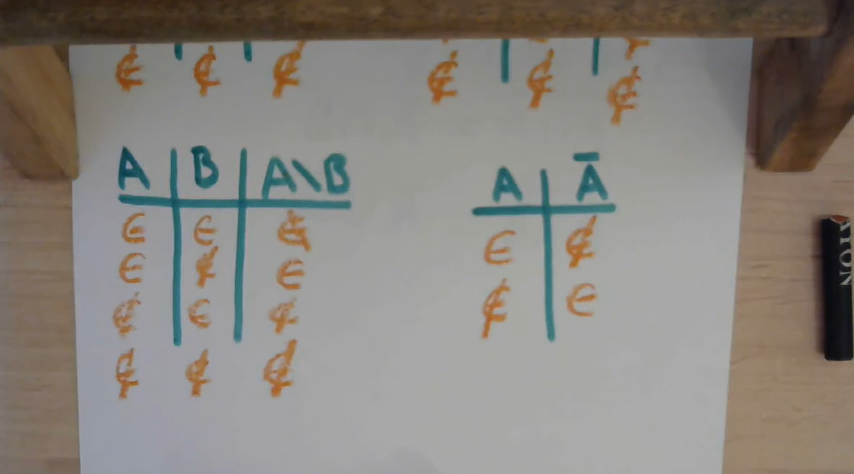 ∉ ∉ ∉ ∉ ∉ ∉
A B A\B
∈ ∈ ∉
∈ ∉ ∈
∉ ∈ ∉
∉ ∉ ∉
A Ā
∈ ∉
∉ ∈